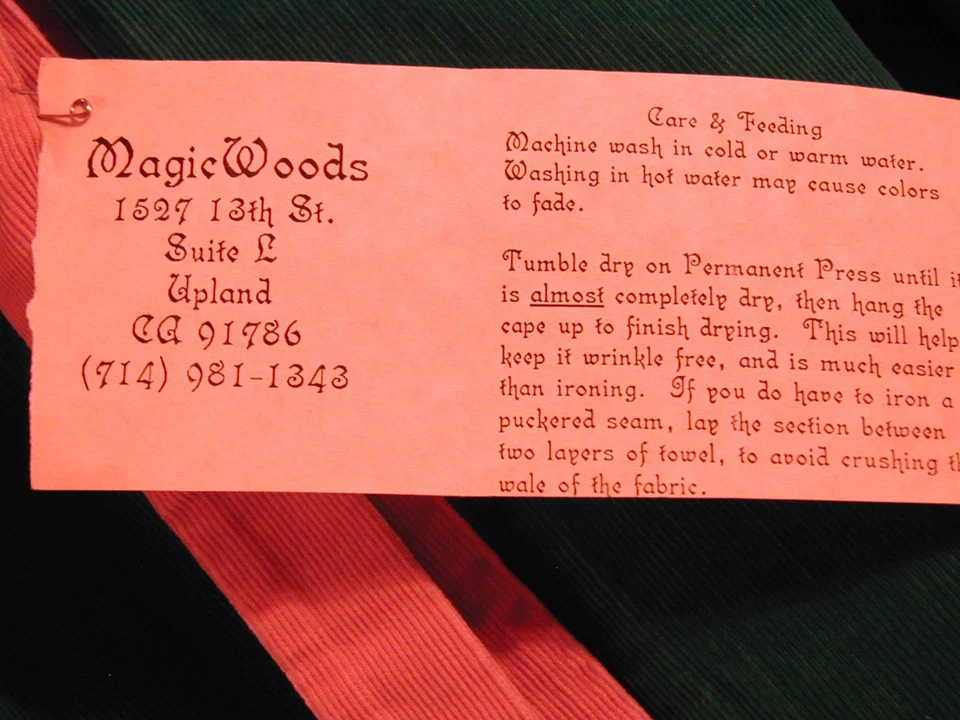 MagicWoods
1527 13th St.
Suite L
Upland
CA 91786
(714) 981-1343
Care & Feeding
Machine wash in cold or warm water.
Washing in hot water may cause colors
to fade.
Tumble dry on Permanent Press until it
is almost completely dry, then hang the
cape up to finish drying. This will help
keep it wrinkle free, and is much easier
than ironing. If you do have to iron a
puckered seam, lay the section between
two layers of towel, to avoid crushing th
wale of the fabric.